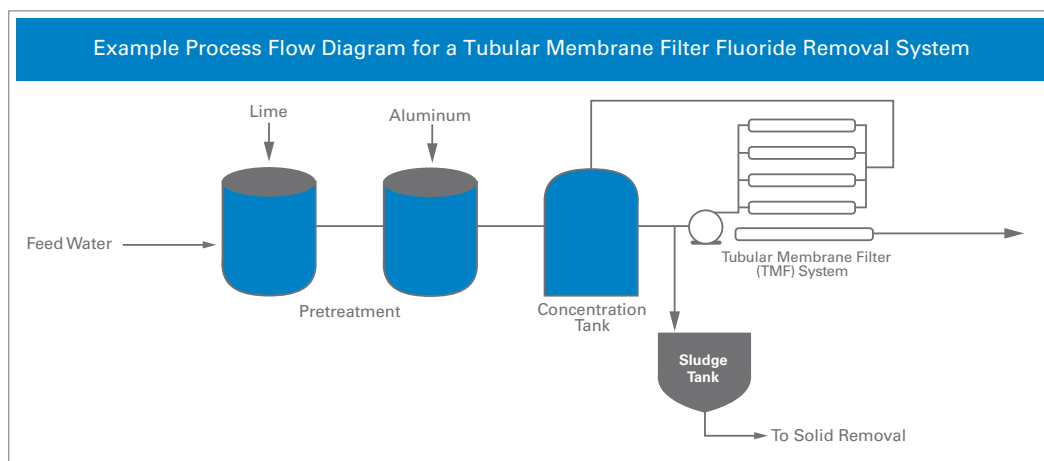 Example Process Flow Diagram for a Tubular Membrane Filter Fluoride Removal System
Lime
Aluminum
Feed Water
Pretreatment
Concentration
Tank
Tubular Membrane Filter
(TMF) System
Sludge
Tank
To Solid Removal